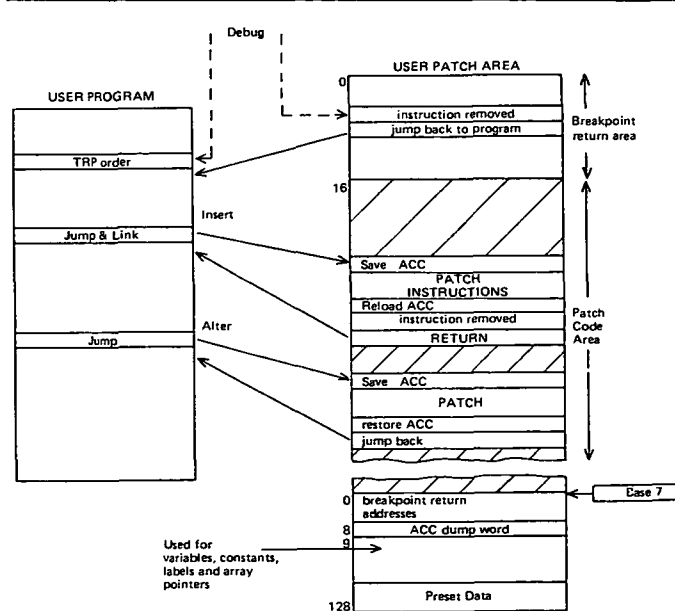 Debug
USER PATCH AREA
USER PROGRAM
0
instruction removed
jump back to program
Breakpoint
return area
TRP order
16
Insert
Jump & Link
Save ACC
PATCH
INSTRUCTIONS
Reload ACC
instruction removed
RETURN
Patch
Code
Area
Alter
Jump
Save ACC
PATCH
restore ACC
jump back
0
breakpoint return
addresses
Base 7
8
ACC dump word
9
Used for
variables, constants,
labels and array
pointers
Preset Data
128